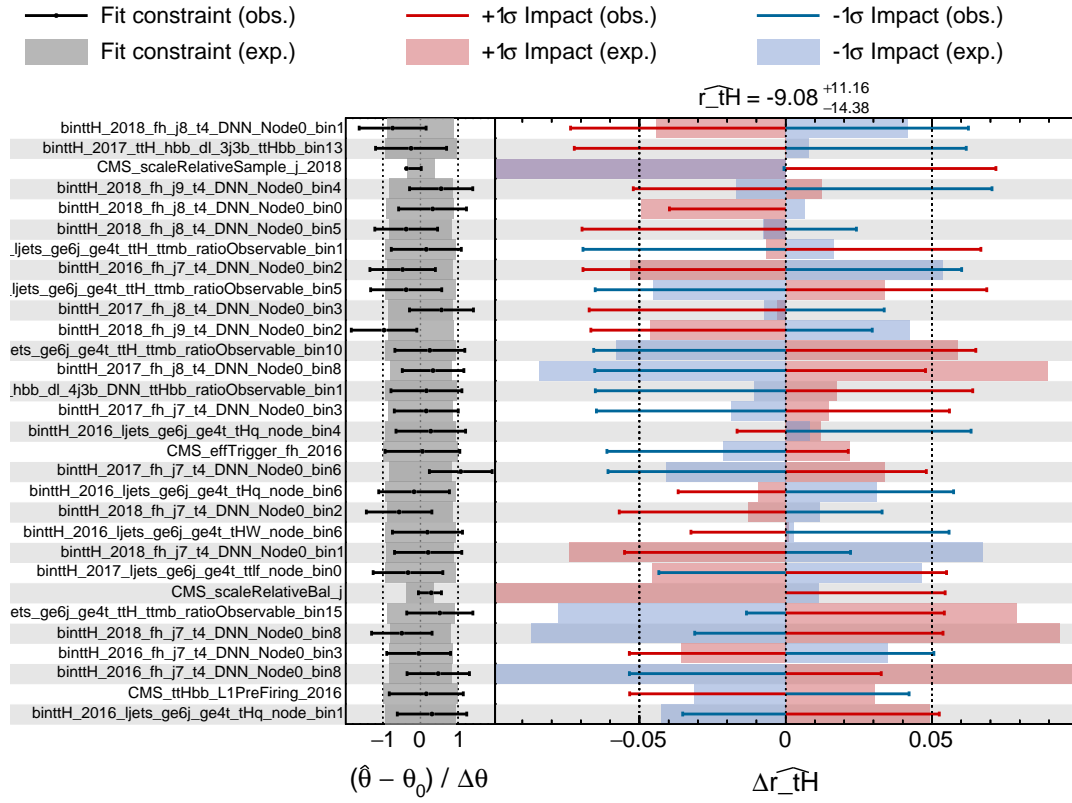 Fit constraint (obs.) +1σ Impact (obs.) -1σ Impact (obs.)
Fit constraint (exp.) +1σ Impact (exp.) -1σ Impact (exp.)
r_tH = -9.08 +11.16 −14.38
binttH_2018_fh_j8_t4_DNN_Node0_bin1
binttH_2017_ttH_hbb_dl_3j3b_ttHbb_bin13
CMS_scaleRelativeSample_j_2018
binttH_2018_fh_j9_t4_DNN_Node0_bin4
binttH_2018_fh_j8_t4_DNN_Node0_bin0
binttH_2018_fh_j8_t4_DNN_Node0_bin5
_ljets_ge6j_ge4t_ttH_ttmb_ratioObservable_bin1
binttH_2016_fh_j7_t4_DNN_Node0_bin2
_ljets_ge6j_ge4t_ttH_ttmb_ratioObservable_bin5
binttH_2017_fh_j8_t4_DNN_Node0_bin3
binttH_2018_fh_j9_t4_DNN_Node0_bin2
ets_ge6j_ge4t_ttH_ttmb_ratioObservable_bin10
binttH_2017_fh_j8_t4_DNN_Node0_bin8
_hbb_dl_4j3b_DNN_ttHbb_ratioObservable_bin1
binttH_2017_fh_j7_t4_DNN_Node0_bin3
binttH_2016_ljets_ge6j_ge4t_tHq_node_bin4
CMS_effTrigger_fh_2016
binttH_2017_fh_j7_t4_DNN_Node0_bin6
binttH_2016_ljets_ge6j_ge4t_tHq_node_bin6
binttH_2018_fh_j7_t4_DNN_Node0_bin2
binttH_2016_ljets_ge6j_ge4t_tHW_node_bin6
binttH_2018_fh_j7_t4_DNN_Node0_bin1
binttH_2017_ljets_ge6j_ge4t_ttlf_node_bin0
CMS_scaleRelativeBal_j
ets_ge6j_ge4t_ttH_ttmb_ratioObservable_bin15
binttH_2018_fh_j7_t4_DNN_Node0_bin8
binttH_2016_fh_j7_t4_DNN_Node0_bin3
binttH_2016_fh_j7_t4_DNN_Node0_bin8
CMS_ttHbb_L1PreFiring_2016
binttH_2016_ljets_ge6j_ge4t_tHq_node_bin1
−1 0 1 −0.05 0 0.05
(θ̂ − θ₀) / Δθ Δr_tH